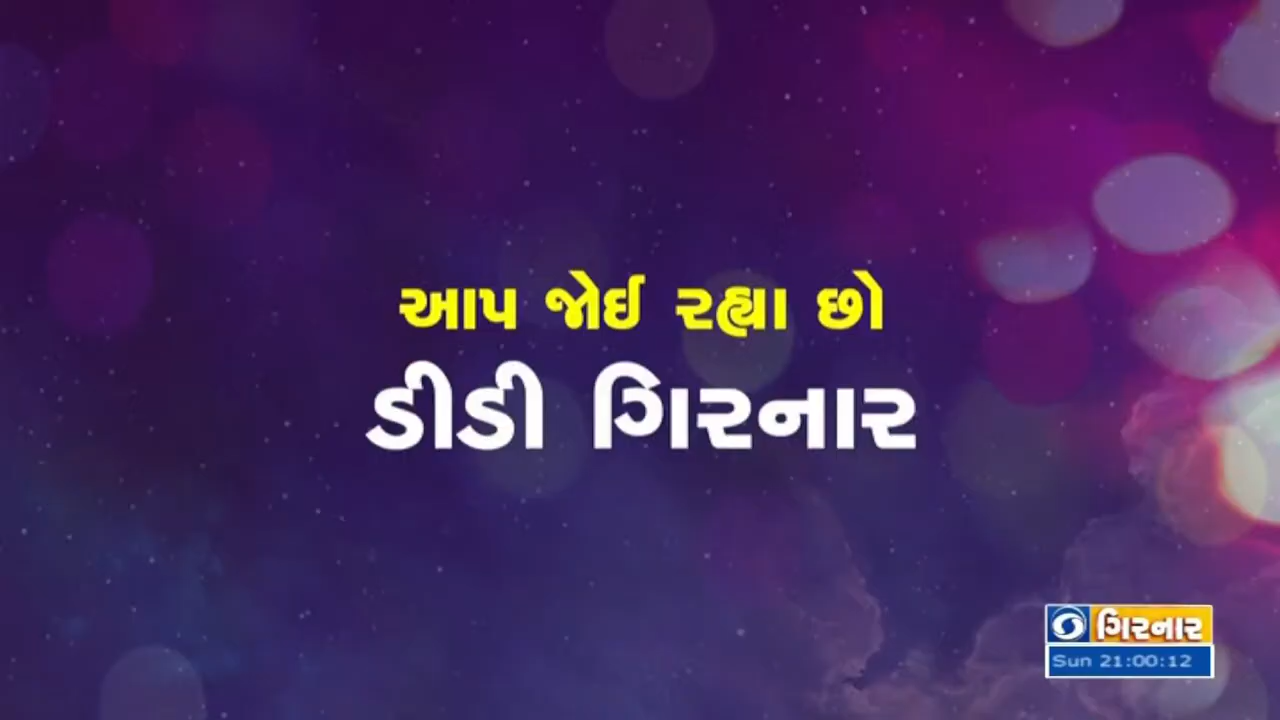 આપ જોઈ રહ્યા છો
ડીડી ગિરનાર
ગિરનાર
Sun 21:00:12